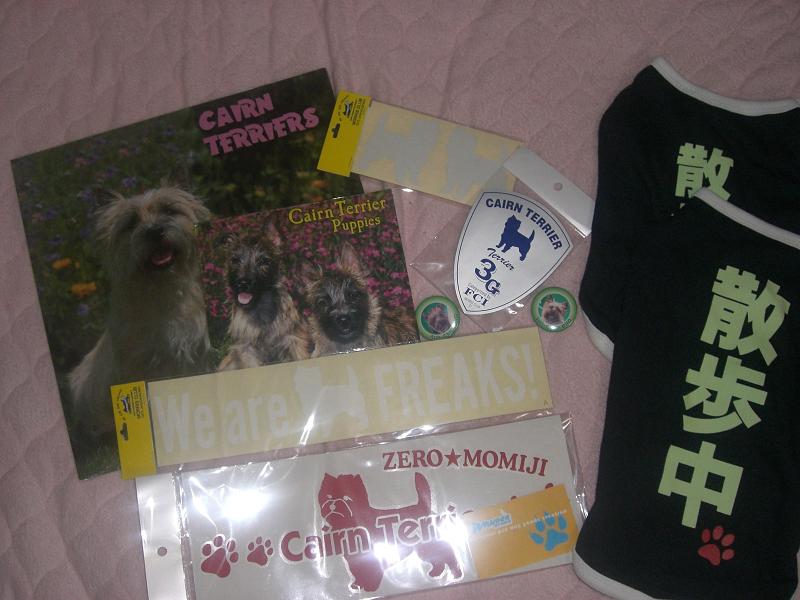 CAIRN
TERRIERS
Cairn Terrier
Puppies
CAIRN TERRIER
Terrier
3G
FCI
We are FREAKS!
ZERO★MOMIJI
Cairn Terrier
散
散歩中